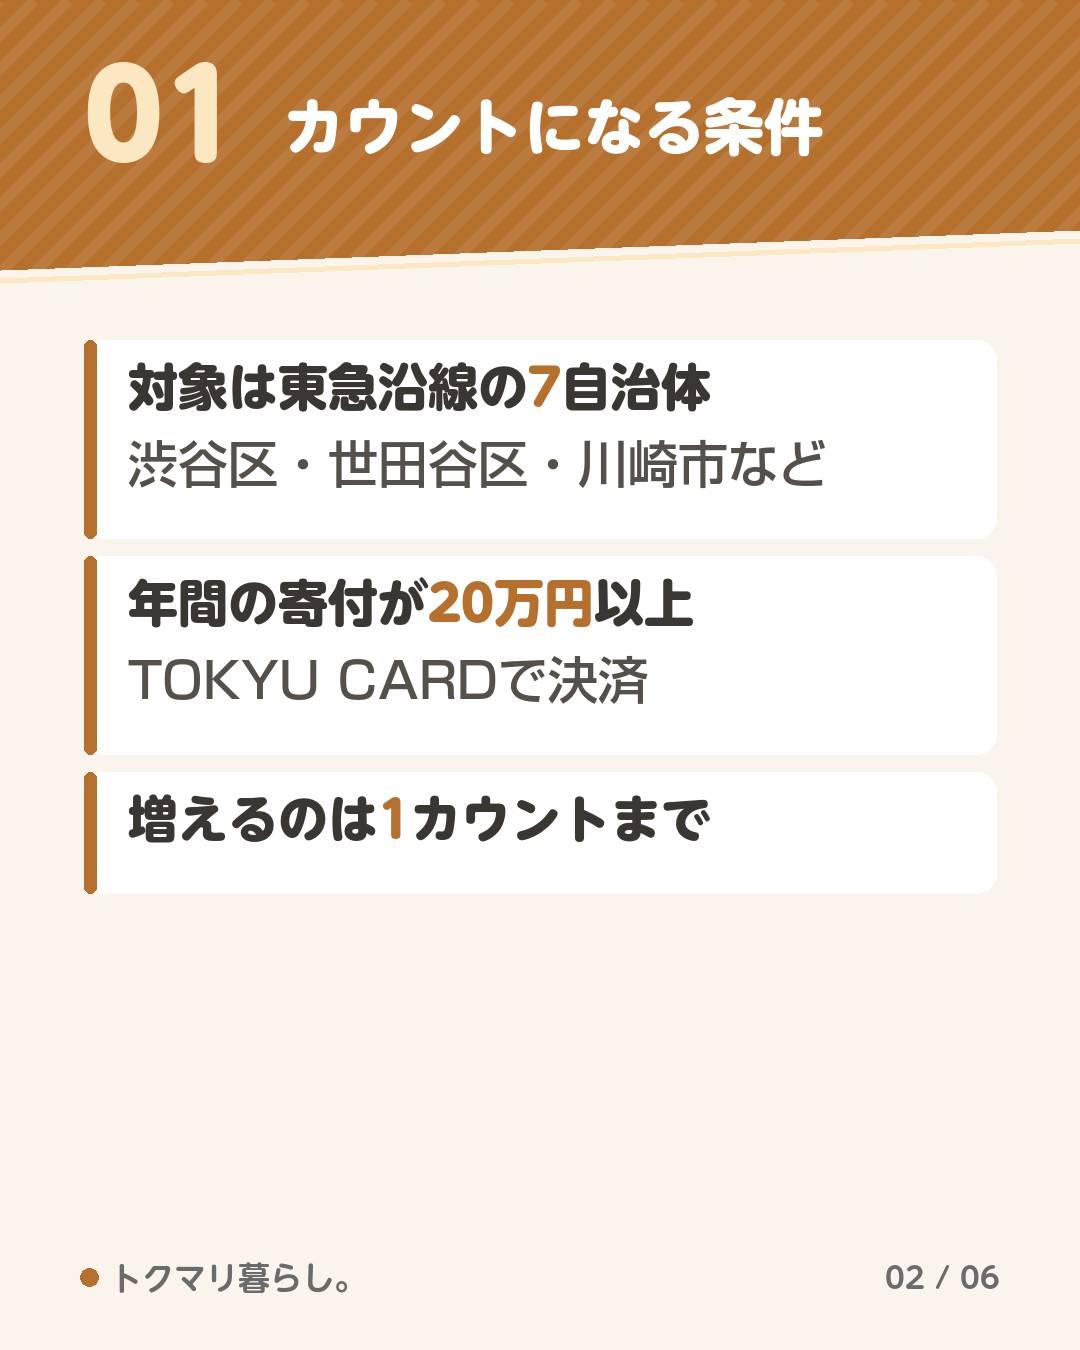 01 カウントになる条件
対象は東急沿線の7自治体
渋谷区・世田谷区・川崎市など
年間の寄付が20万円以上
TOKYU CARDで決済
増えるのは1カウントまで
トクマリ暮らし。
02 / 06